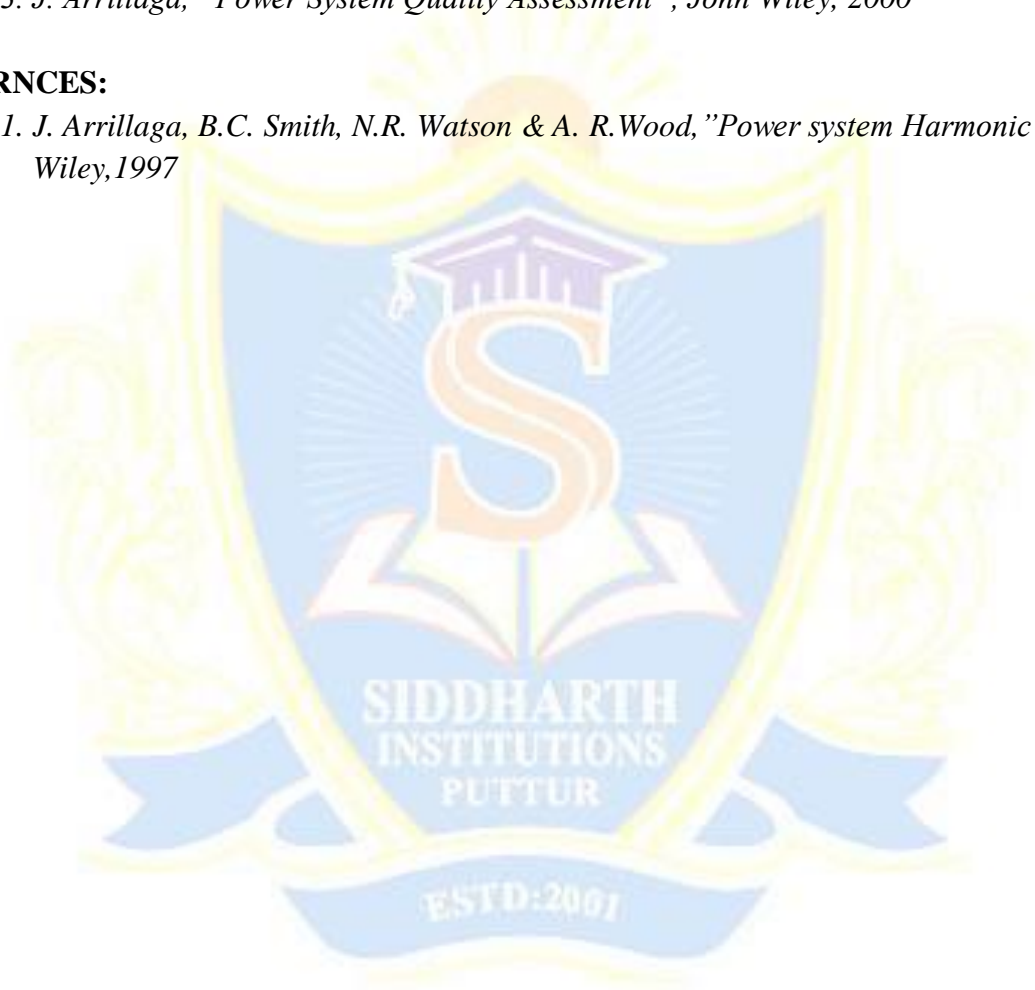 3. J. Arrillaga, “Power System Quality Assessment”, John Wiley, 2000
RNCES:
1. J. Arrillaga, B.C. Smith, N.R. Watson & A. R.Wood, ”Power system Harmonic
Wiley,1997
S
SIDDHARTH
INSTITUTIONS
PUTTUR
ESTD:2001